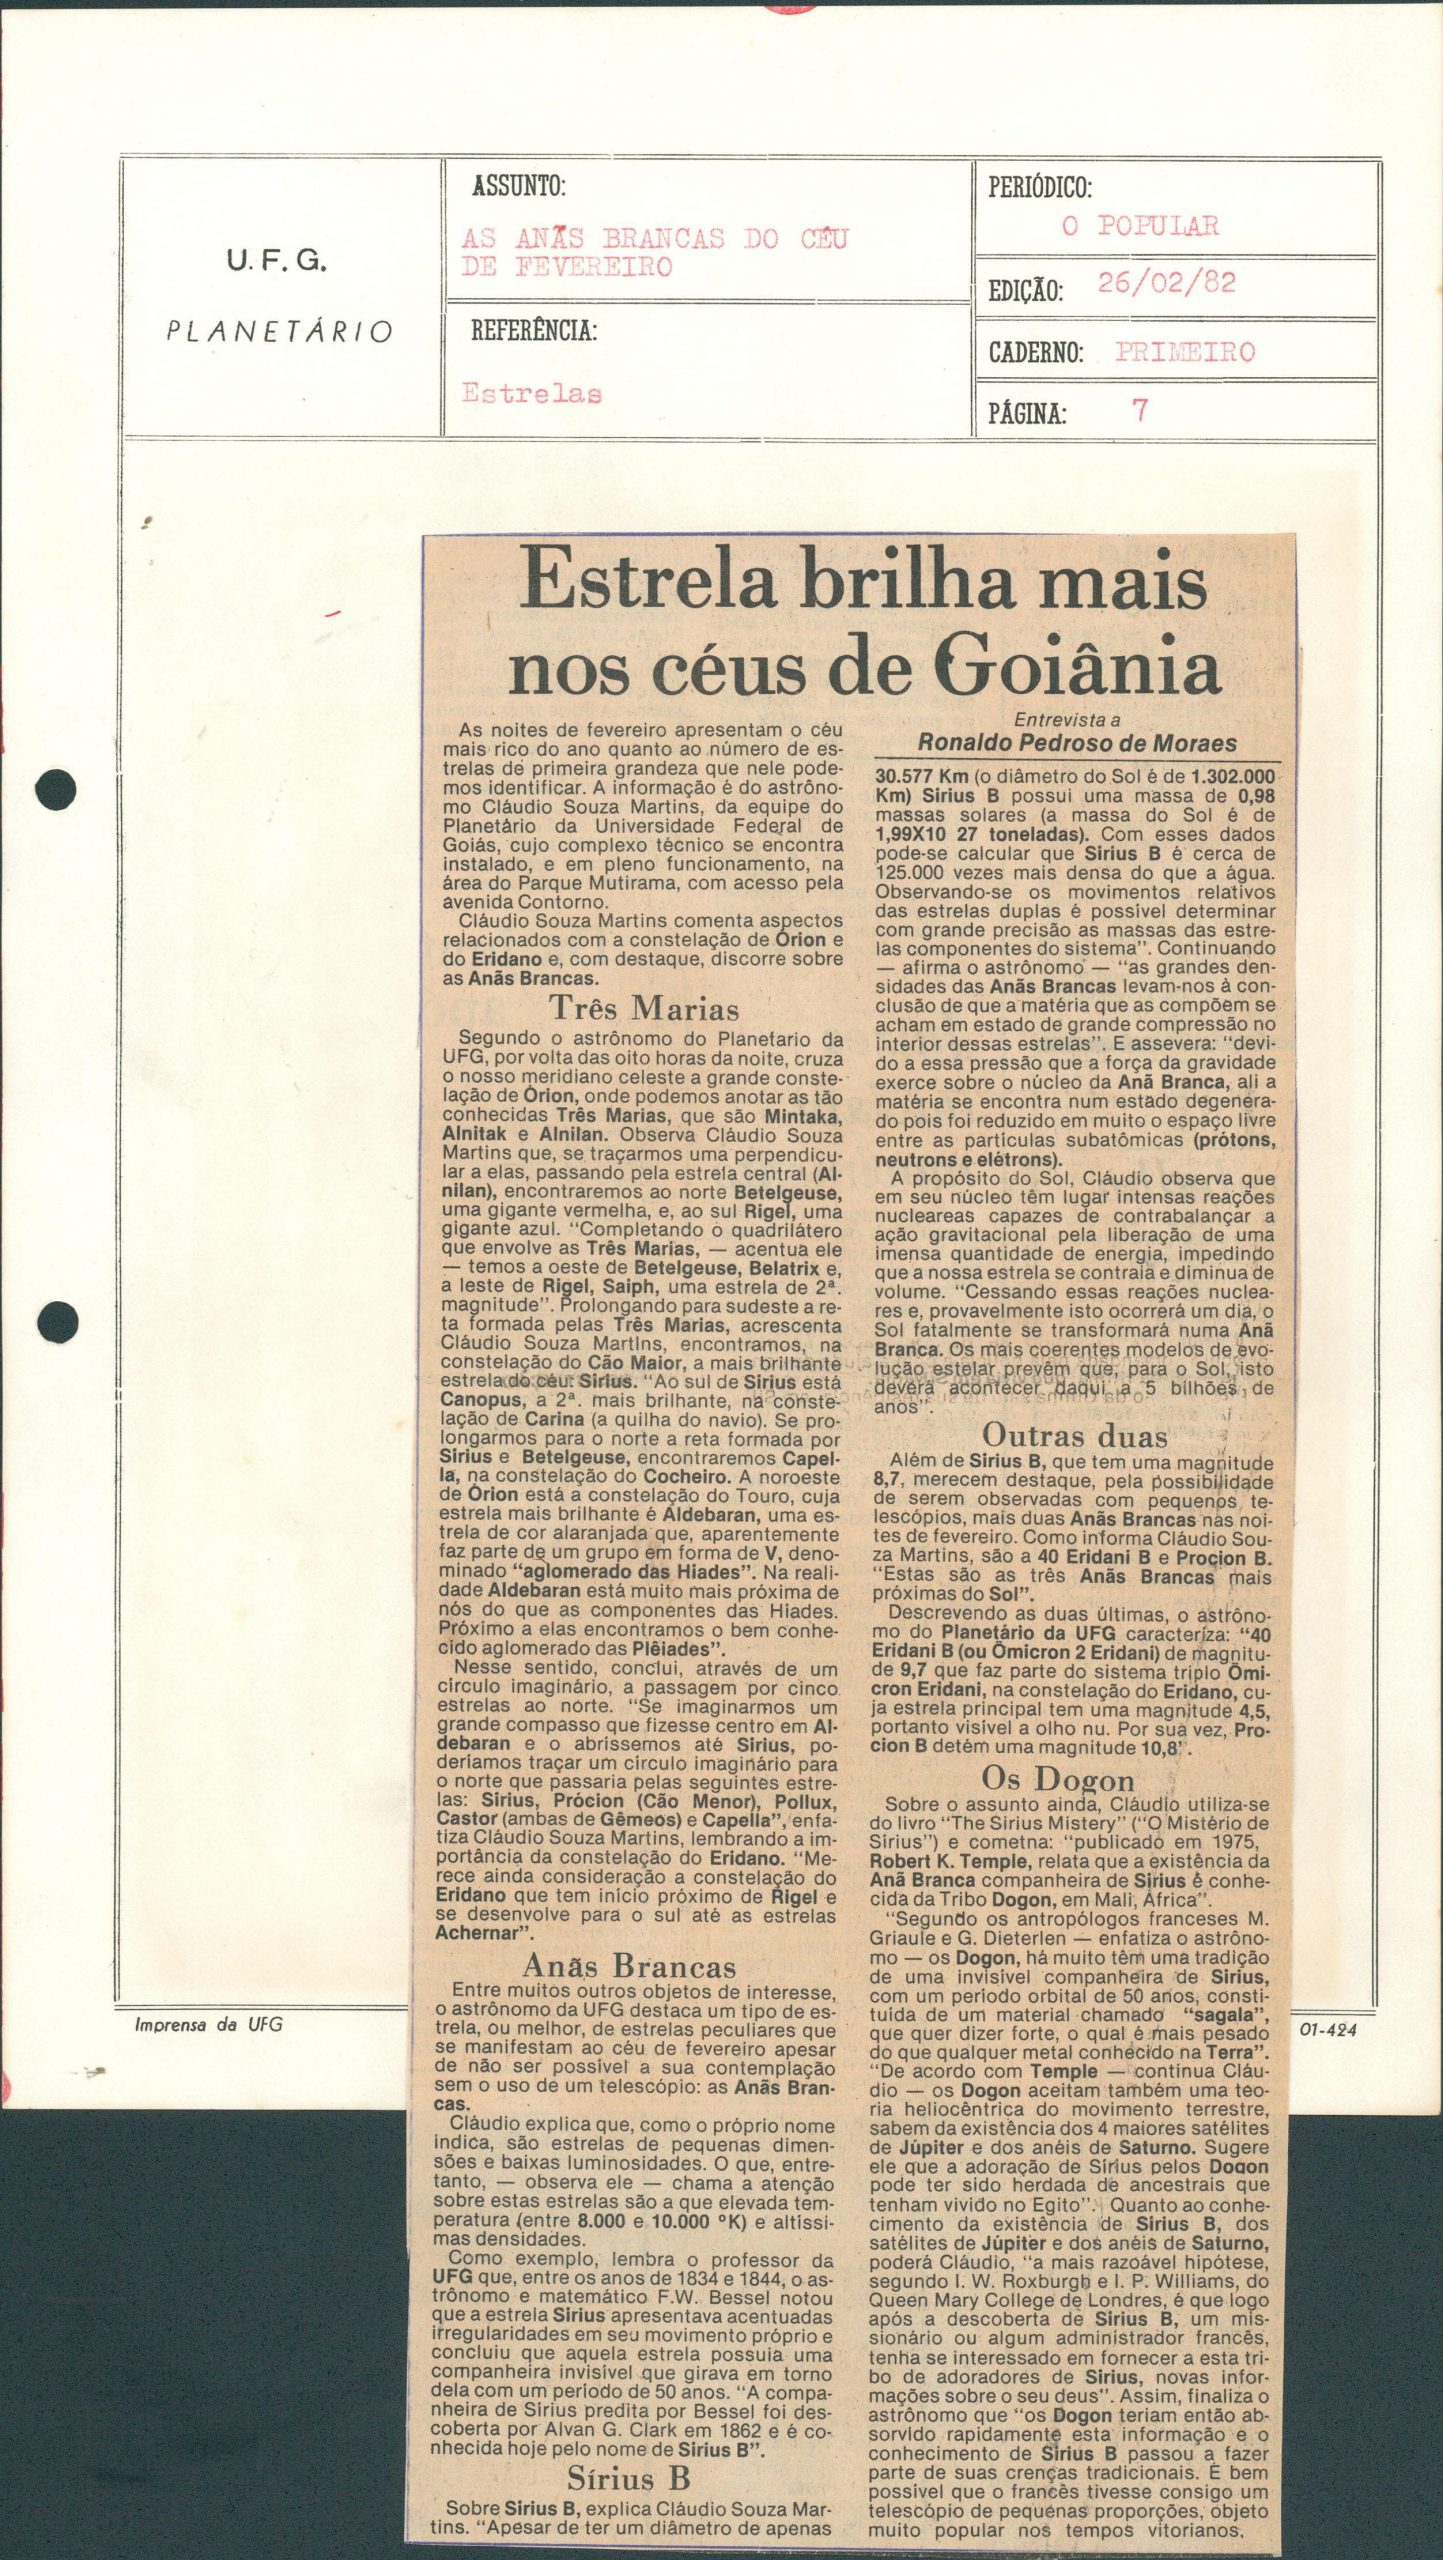 U.F.G.
PLANETÁRIO
ASSUNTO:
AS ANÃS BRANCAS DO CÉU
DE FEVEREIRO
REFERÊNCIA:
Estrelas
PERIÓDICO:
O POPULAR
EDIÇÃO: 26/02/82
CADERNO: PRIMEIRO
PÁGINA: 7
Estrela brilha mais
nos céus de Goiânia
Entrevista a
Ronaldo Pedroso de Moraes
As noites de fevereiro apresentam o céu
mais rico do ano quanto ao número de es-
trelas de primeira grandeza que nele pode-
mos identificar. A informação é do astrôno-
mo Cláudio Souza Martins, da equipe do
Planetário da Universidade Federal de
Goiás, cujo complexo técnico se encontra
instalado, e em pleno funcionamento, na
área do Parque Mutirama, com acesso pela
avenida Contorno.
Cláudio Souza Martins comenta aspectos
relacionados com a constelação de Órion e
do Eridano e, com destaque, discorre sobre
as Anãs Brancas.
Três Marias
Segundo o astrônomo do Planetario da
UFG, por volta das oito horas da noite, cruza
o nosso meridiano celeste a grande conste-
lação de Órion, onde podemos anotar as tão
conhecidas Três Marias, que são Mintaka,
Alnitak e Alnilan. Observa Cláudio Souza
Martins que, se traçarmos uma perpendicu-
lar a elas, passando pela estrela central (Al-
nilan), encontraremos ao norte Betelgeuse,
uma gigante vermelha, e, ao sul Rigel, uma
gigante azul. “Completando o quadrilátero
que envolve as Três Marias, — acentua ele
— temos a oeste de Betelgeuse, Belatrix e,
a leste de Rigel, Saiph, uma estrela de 2ª.
magnitude”. Prolongando para sudeste a re-
ta formada pelas Três Marias, acrescenta
Cláudio Souza Martins, encontramos, na
constelação do Cão Maior, a mais brilhante
estrela do céu: Sirius. “Ao sul de Sirius está
Canopus, a 2ª. mais brilhante, na conste-
lação de Carina (a quilha do navio). Se pro-
longarmos para o norte a reta formada por
Sirius e Betelgeuse, encontraremos Capel-
la, na constelação do Cocheiro. A noroeste
de Órion está a constelação do Touro, cuja
estrela mais brilhante é Aldebaran, uma es-
trela de cor alaranjada que, aparentemente
faz parte de um grupo em forma de V, deno-
minado “aglomerado das Hiades”. Na reali-
dade Aldebaran está muito mais próxima de
nós do que as componentes das Híades.
Próximo a elas encontramos o bem conhe-
cido aglomerado das Plêiades”.
Nesse sentido, conclui, através de um
círculo imaginário, a passagem por cinco
estrelas ao norte. “Se imaginarmos um
grande compasso que fizesse centro em Al-
debaran e o abríssemos até Sirius, po-
deríamos traçar um círculo imaginário para
o norte que passaria pelas seguintes estre-
las: Sirius, Prócion (Cão Menor), Pollux,
Castor (ambas de Gêmeos) e Capella”, enfa-
tiza Cláudio Souza Martins, lembrando a im-
portância da constelação do Eridano. “Me-
rece ainda consideração a constelação do
Eridano que tem início próximo de Rigel e
se desenvolve para o sul até as estrelas
Achernar”.
Anãs Brancas
Entre muitos outros objetos de interesse,
o astrônomo da UFG destaca um tipo de es-
trela, ou melhor, de estrelas peculiares que
se manifestam ao céu de fevereiro apesar
de não ser possível a sua contemplação
sem o uso de um telescópio: as Anãs Bran-
cas.
Cláudio explica que, como o próprio nome
indica, são estrelas de pequenas dimen-
sões e baixas luminosidades. O que, entre-
tanto, — observa ele — chama a atenção
sobre estas estrelas são a que elevada tem-
peratura (entre 8.000 e 10.000 ºK) e altíssi-
mas densidades.
Como exemplo, lembra o professor da
UFG que, entre os anos de 1834 e 1844, o as-
trônomo e matemático F.W. Bessel notou
que a estrela Sirius apresentava acentuadas
irregularidades em seu movimento próprio e
concluiu que aquela estrela possuia uma
companheira invisível que girava em torno
dela com um período de 50 anos. “A compa-
nheira de Sirius predita por Bessel foi des-
coberta por Alvan G. Clark em 1862 e é co-
nhecida hoje pelo nome de Sirius B”.
Sírius B
Sobre Sirius B, explica Cláudio Souza Mar-
tins. “Apesar de ter um diâmetro de apenas
30.577 Km (o diâmetro do Sol é de 1.302.000
Km) Sirius B possui uma massa de 0,98
massas solares (a massa do Sol é de
1,99X10 27 toneladas). Com esses dados
pode-se calcular que Sirius B é cerca de
125.000 vezes mais densa do que a água.
Observando-se os movimentos relativos
das estrelas duplas é possível determinar
com grande precisão as massas das estre-
las componentes do sistema”. Continuando
— afirma o astrônomo — “as grandes den-
sidades das Anãs Brancas levam-nos à con-
clusão de que a matéria que as compõem se
acham em estado de grande compressão no
interior dessas estrelas”. E assevera: “devi-
do a essa pressão que a força da gravidade
exerce sobre o núcleo da Anã Branca, ali a
matéria se encontra num estado degenera-
do pois foi reduzido em muito o espaço livre
entre as partículas subatômicas (prótons,
neutrons e elétrons).
A propósito do Sol, Cláudio observa que
em seu núcleo têm lugar intensas reações
nucleareas capazes de contrabalançar a
ação gravitacional pela liberação de uma
imensa quantidade de energia, impedindo
que a nossa estrela se contraia e diminua de
volume. “Cessando essas reações nuclea-
res e, provavelmente isto ocorrerá um dia, o
Sol fatalmente se transformará numa Anã
Branca. Os mais coerentes modelos de evo-
lução estelar prevêm que, para o Sol, isto
deverá acontecer daqui a 5 bilhões de
anos”.
Outras duas
Além de Sirius B, que tem uma magnitude
8,7, merecem destaque, pela possibilidade
de serem observadas com pequenos te-
lescópios, mais duas Anãs Brancas nas noi-
tes de fevereiro. Como informa Cláudio Sou-
za Martins, são a 40 Eridani B e Procion B.
“Estas são as três Anãs Brancas mais
próximas do Sol”.
Descrevendo as duas últimas, o astrôno-
mo do Planetário da UFG caracteriza: “40
Eridani B (ou Ômicron 2 Eridani) de magnitu-
de 9,7 que faz parte do sistema triplo Ômi-
cron Eridani, na constelação do Eridano, cu-
ja estrela principal tem uma magnitude 4,5,
portanto visível a olho nu. Por sua vez, Pro-
cion B detém uma magnitude 10,8’.
Os Dogon
Sobre o assunto ainda, Cláudio utiliza-se
do livro “The Sirius Mistery” (“O Mistério de
Sirius”) e cometna: “publicado em 1975,
Robert K. Temple, relata que a existência da
Anã Branca companheira de Sirius é conhe-
cida da Tribo Dogon, em Mali, África”.
“Segundo os antropólogos franceses M.
Griaule e G. Dieterlen — enfatiza o astrôno-
mo — os Dogon, há muito têm uma tradição
de uma invisível companheira de Sirius,
com um período orbital de 50 anos, consti-
tuída de um material chamado “sagala”,
que quer dizer forte, o qual é mais pesado
do que qualquer metal conhecido na Terra”.
“De acordo com Temple — continua Cláu-
dio — os Dogon aceitam também uma teo-
ria heliocêntrica do movimento terrestre,
sabem da existência dos 4 maiores satélites
de Júpiter e dos anéis de Saturno. Sugere
ele que a adoração de Sirius pelos Dogon
pode ter sido herdada de ancestrais que
tenham vivido no Egito”. Quanto ao conhe-
cimento da existência de Sirius B, dos
satélites de Júpiter e dos anéis de Saturno,
poderá Cláudio, “a mais razoável hipótese,
segundo I. W. Roxburgh e I. P. Williams, do
Queen Mary College de Londres, é que logo
após a descoberta de Sirius B, um mis-
sionário ou algum administrador francês,
tenha se interessado em fornecer a esta tri-
bo de adoradores de Sirius, novas infor-
mações sobre o seu deus”. Assim, finaliza o
astrônomo que “os Dogon teriam então ab-
sorvido rapidamente esta informação e o
conhecimento de Sirius B passou a fazer
parte de suas crenças tradicionais. É bem
possível que o francês tivesse consigo um
telescópio de pequenas proporções, objeto
muito popular nos tempos vitorianos.
Imprensa da UFG
01-424